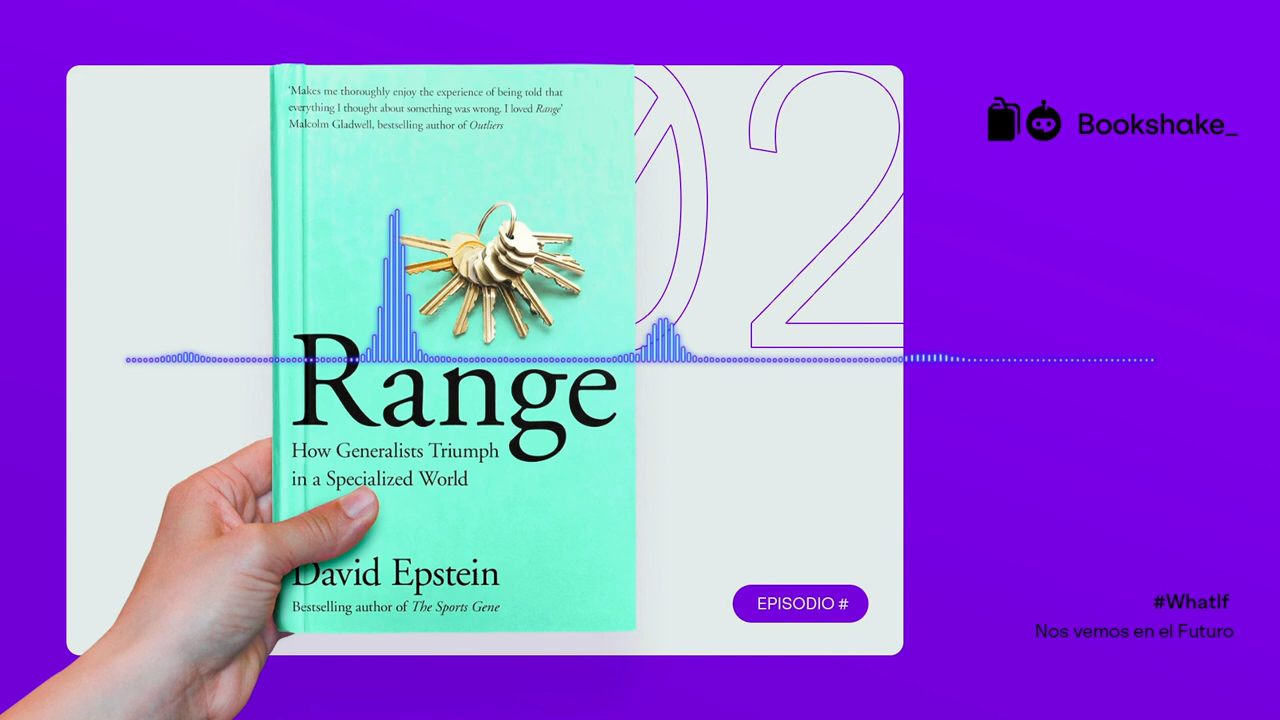 'Makes me thoroughly enjoy the experience of being told that
everything I thought about something was wrong. I loved Range'
Malcolm Gladwell, bestselling author of Outliers
Range
How Generalists Triumph
in a Specialized World
David Epstein
Bestselling author of The Sports Gene
02
EPISODIO #
Bookshake_
#WhatIf
Nos vemos en el Futuro